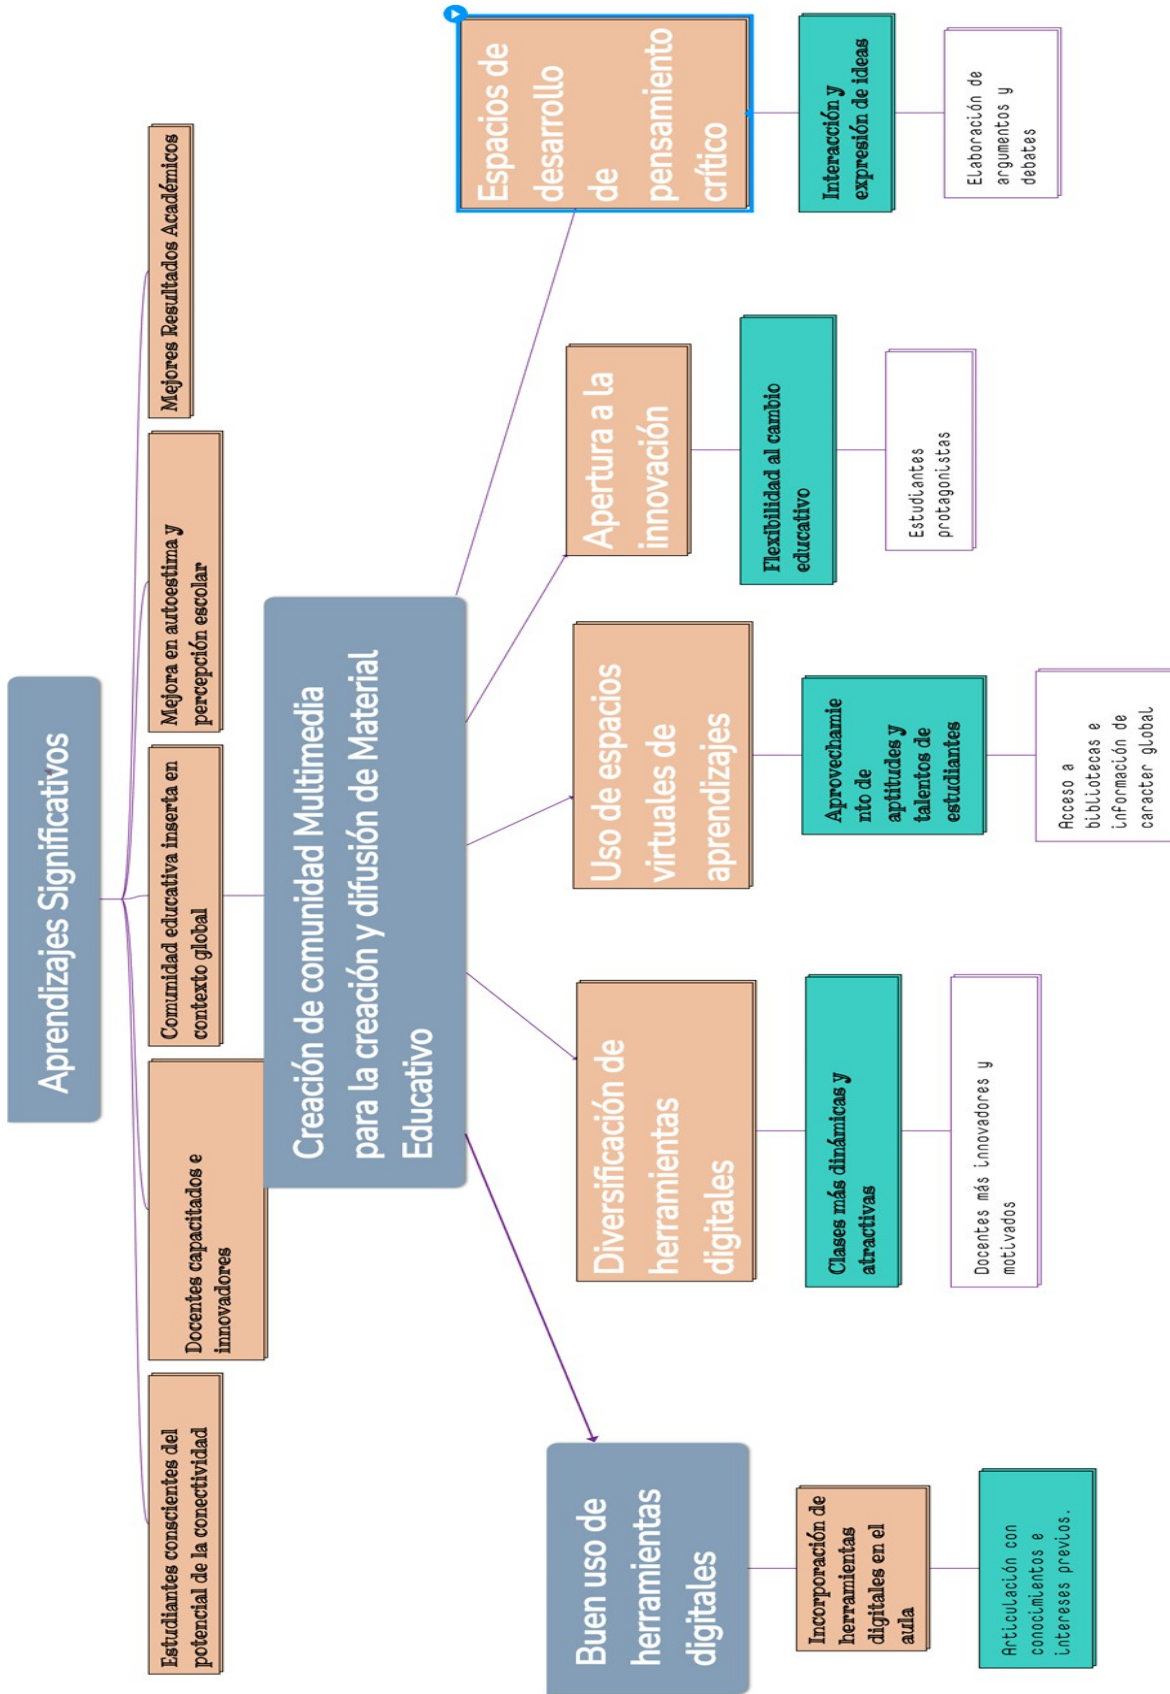 Aprendizajes Significativos
Estudiantes conscientes del
potencial de la conectividad
Docentes capacitados e
innovadores
Comunidad educativa inserta en
contexto global
Mejora en autoestima y
percepción escolar
Mejores Resultados Académicos
Creación de comunidad Multimedia
para la creación y difusión de Material
Educativo
Buen uso de
herramientas
digitales
Diversificación de
herramientas
digitales
Uso de espacios
virtuales de
aprendizajes
Apertura a la
innovación
Espacios de
desarrollo
de
pensamiento
crítico
Incorporación de
herramientas
digitales en el
aula
Clases más dinámicas y
atractivas
Aprovechamie
nto de
aptitudes y
talentos de
estudiantes
Flexibilidad al cambio
educativo
Interacción y
expresión de ideas
Articulación con
conocimientos e
intereses previos.
Docentes más innovadores y
motivados
Acceso a
bibliotecas e
información de
caracter global
Estudiantes
protagonistas
Elaboración de
argumentos y
debates